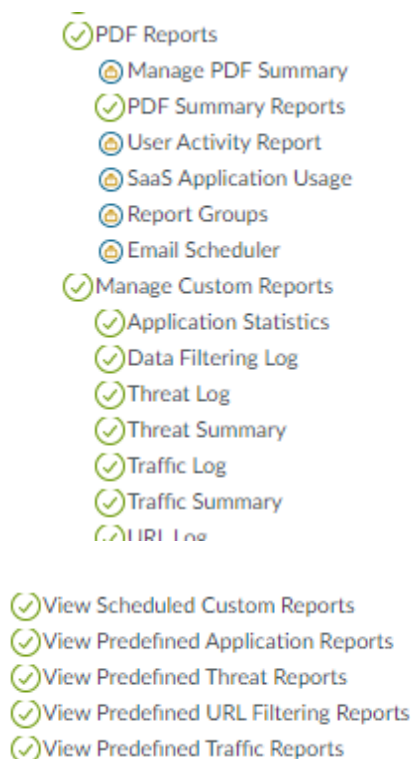 PDF Reports
Manage PDF Summary
PDF Summary Reports
User Activity Report
SaaS Application Usage
Report Groups
Email Scheduler
Manage Custom Reports
Application Statistics
Data Filtering Log
Threat Log
Threat Summary
Traffic Log
Traffic Summary
URL Log
View Scheduled Custom Reports
View Predefined Application Reports
View Predefined Threat Reports
View Predefined URL Filtering Reports
View Predefined Traffic Reports